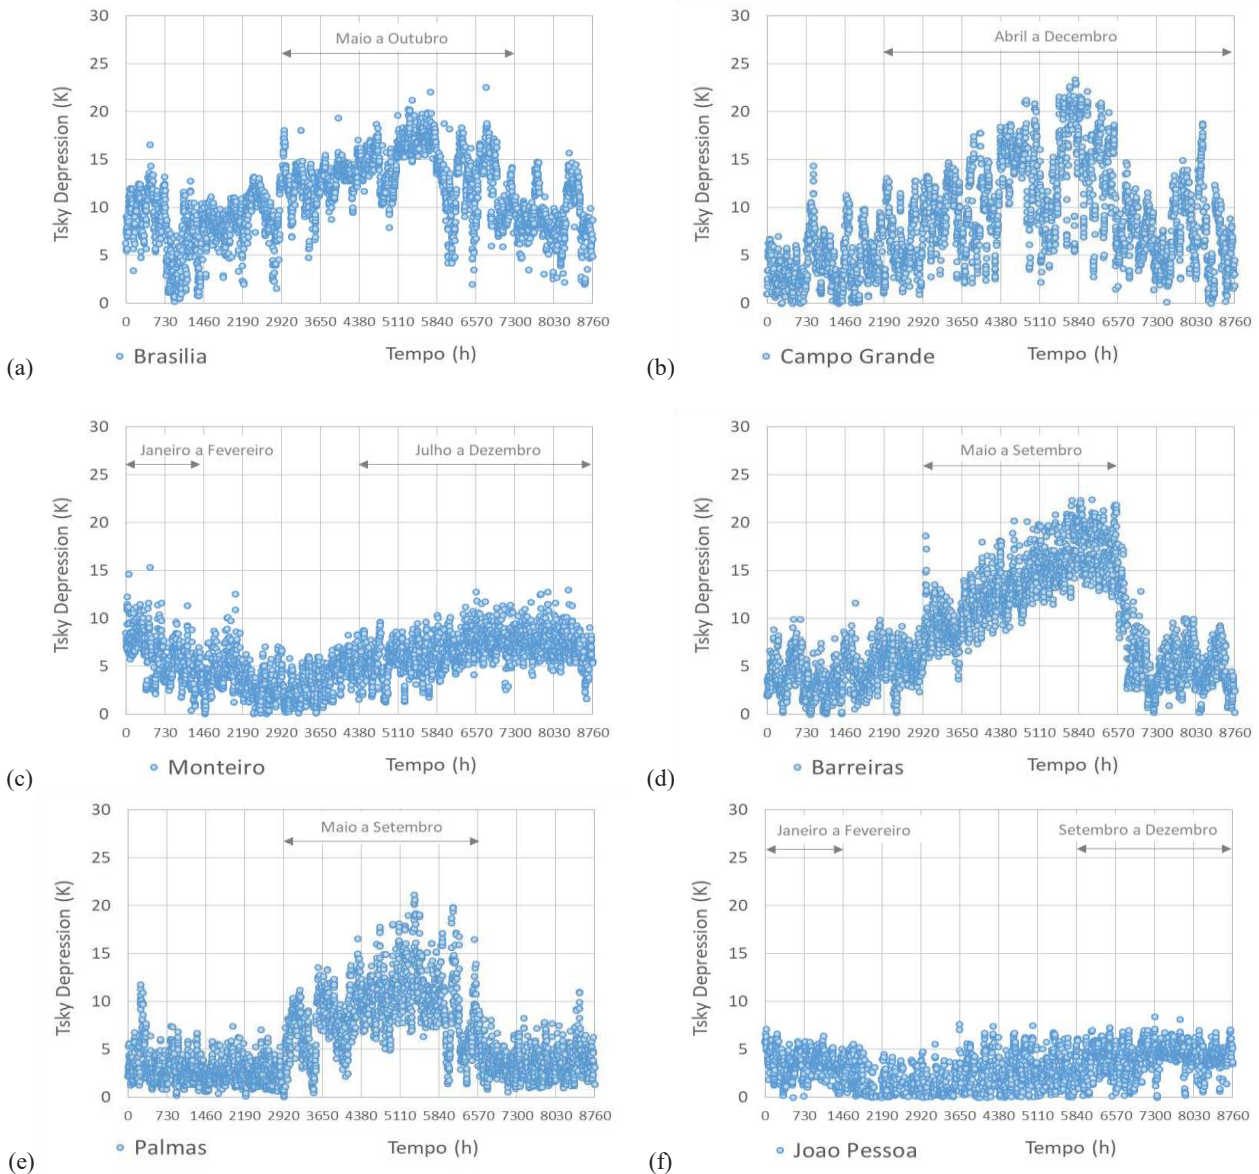 Maio a Outubro
Tsky Depression (K)
30
25
20
15
10
5
0
0 730 1460 2190 2920 3650 4380 5110 5840 6570 7300 8030 8760
Brasilia Tempo (h)
(a)
Abril a Decembro
Tsky Depression (K)
30
25
20
15
10
5
0
0 730 1460 2190 2920 3650 4380 5110 5840 6570 7300 8030 8760
Campo Grande Tempo (h)
(b)
Janeiro a Fevereiro Julho a Dezembro
Tsky Depression (K)
30
25
20
15
10
5
0
0 730 1460 2190 2920 3650 4380 5110 5840 6570 7300 8030 8760
Monteiro Tempo (h)
(c)
Maio a Setembro
Tsky Depression (K)
30
25
20
15
10
5
0
0 730 1460 2190 2920 3650 4380 5110 5840 6570 7300 8030 8760
Barreiras Tempo (h)
(d)
Maio a Setembro
Tsky Depression (K)
30
25
20
15
10
5
0
0 730 1460 2190 2920 3650 4380 5110 5840 6570 7300 8030 8760
Palmas Tempo (h)
(e)
Janeiro a Fevereiro Setembro a Dezembro
Tsky Depression (K)
30
25
20
15
10
5
0
0 730 1460 2190 2920 3650 4380 5110 5840 6570 7300 8030 8760
Joao Pessoa Tempo (h)
(f)